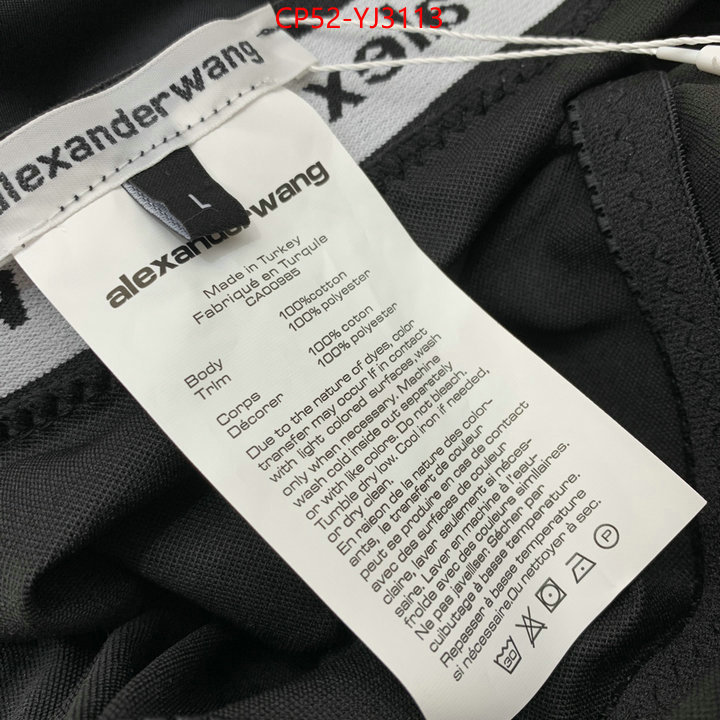 CP52-YJ3113
alexanderwang
L
alexanderwang
Made in Turkey
Fabriqué en Turquie
CA00985
Body 100%cotton
Trim 100% polyester
Corps 100% coton
Décorer 100% polyester
Due to the nature of dyes, color
transfer may occur if in contact
with light colored surfaces,wash
only when necessary. Machine
wash cold inside out separately
or with like colors. Do not bleach.
Tumble dry low. Cool iron if needed,
or dry clean.
En raison de la nature des color-
ants, le transfert de couleur
peut se produire en cas de contact
avec des surfaces de couleur
claire, laver seulement si néces-
saire. Laver en machine à l'eau
froide avec des couleurs similaires.
Ne pas javelliser. Sécher par
culbutage à basse température.
Repasser à basse température
si nécessaire.Ou nettoyer à sec.
30
P